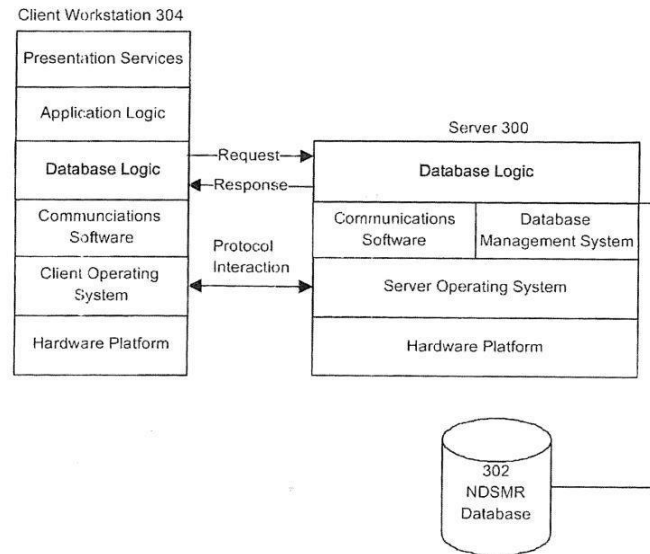 Client Workstation 304
Presentation Services
Application Logic
Database Logic
Communciations
Software
Client Operating
System
Hardware Platform
Request
Response
Protocol
Interaction
Server 300
Database Logic
Communications
Software
Database
Management System
Server Operating System
Hardware Platform
302
NDSMR
Database